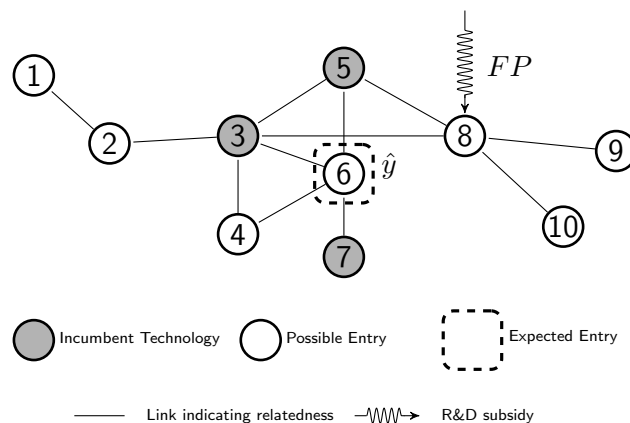 1
2
3
4
5
6
7
8
9
10
FP
ŷ
Incumbent Technology
Possible Entry
Expected Entry
Link indicating relatedness
R&D subsidy